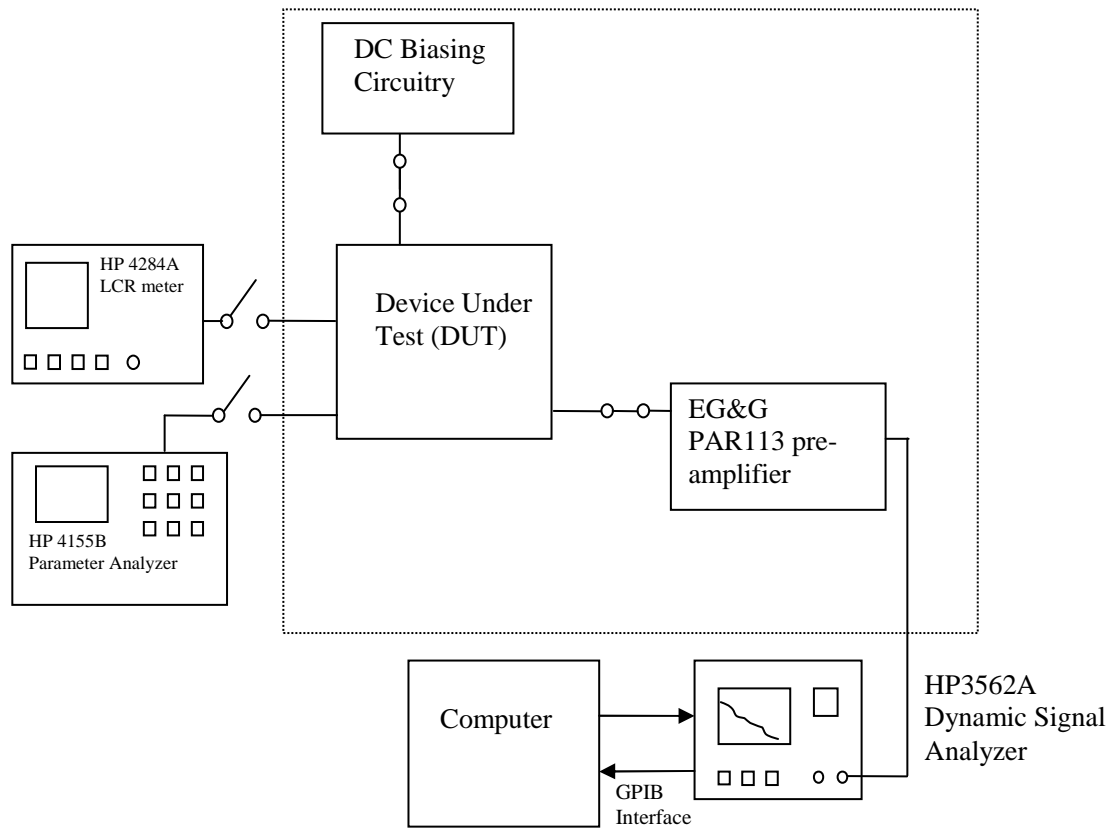 DC Biasing
Circuitry
HP 4284A
LCR meter
Device Under
Test (DUT)
EG&G
PAR113 pre-
amplifier
HP 4155B
Parameter Analyzer
Computer
GPIB
Interface
HP3562A
Dynamic Signal
Analyzer